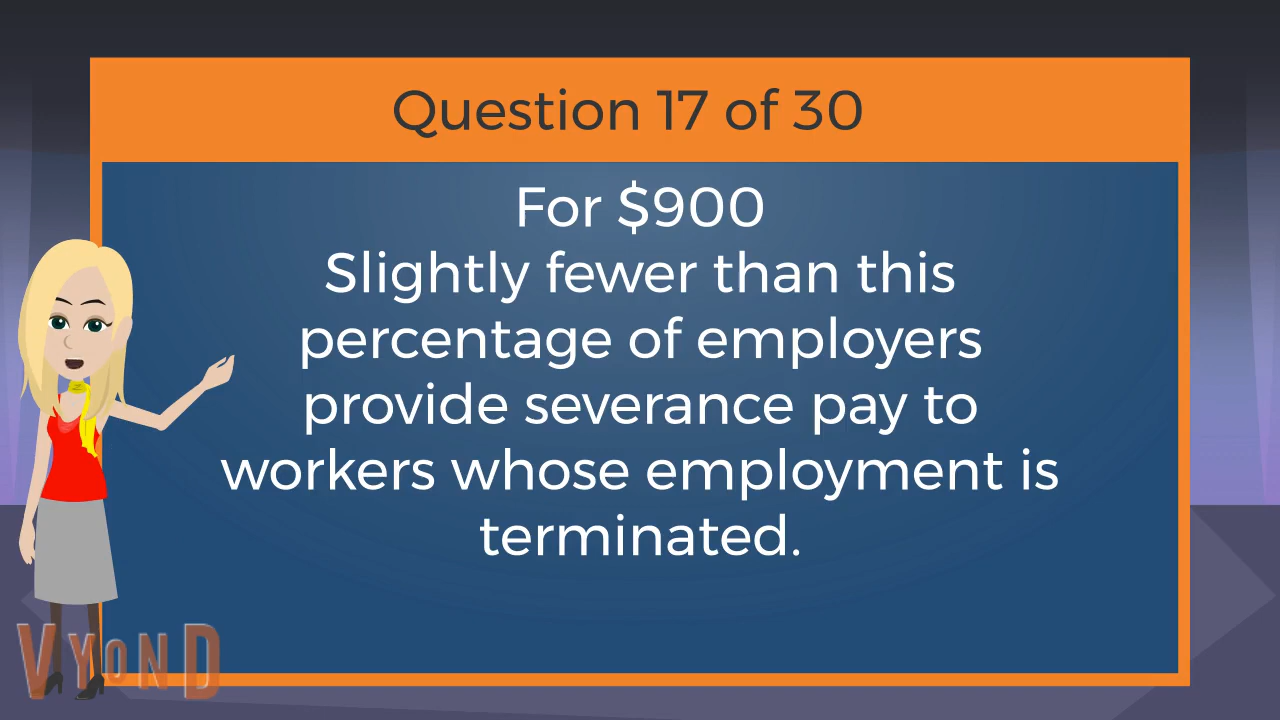 Question 17 of 30
For $900
Slightly fewer than this
percentage of employers
provide severance pay to
workers whose employment is
terminated.
VYOND